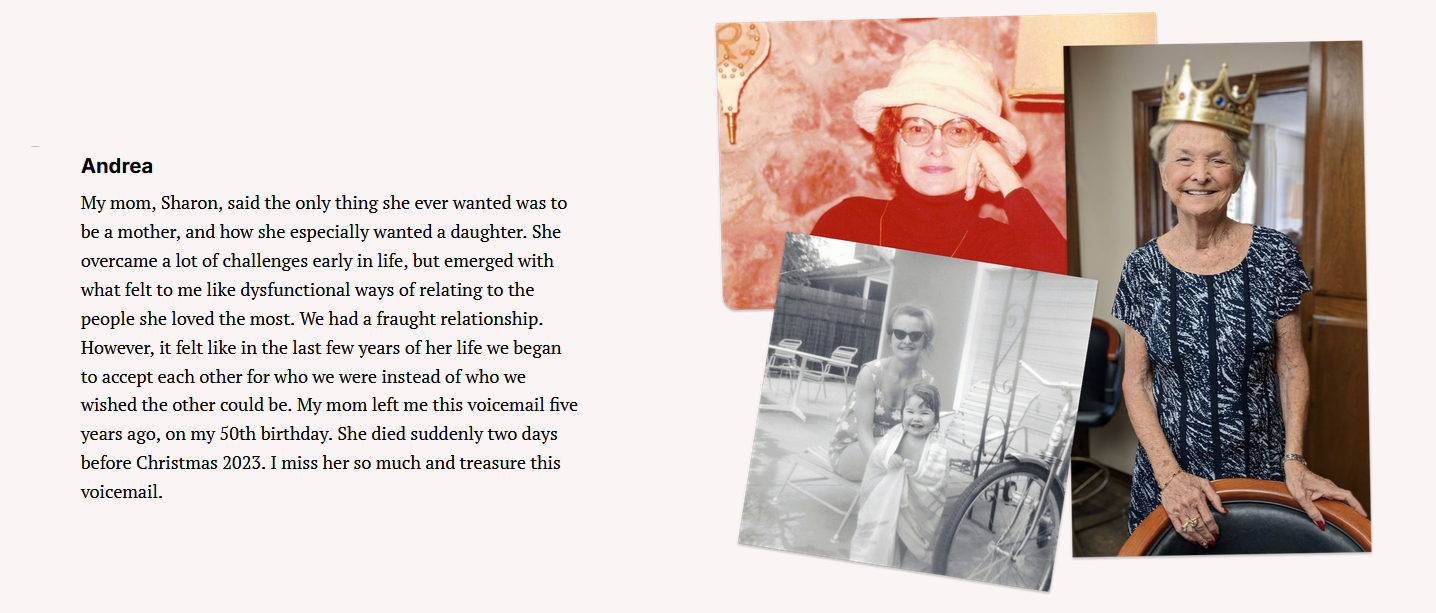 Andrea
My mom, Sharon, said the only thing she ever wanted was to
be a mother, and how she especially wanted a daughter. She
overcame a lot of challenges early in life, but emerged with
what felt to me like dysfunctional ways of relating to the
people she loved the most. We had a fraught relationship.
However, it felt like in the last few years of her life we began
to accept each other for who we were instead of who we
wished the other could be. My mom left me this voicemail five
years ago, on my 50th birthday. She died suddenly two days
before Christmas 2023. I miss her so much and treasure this
voicemail.
R